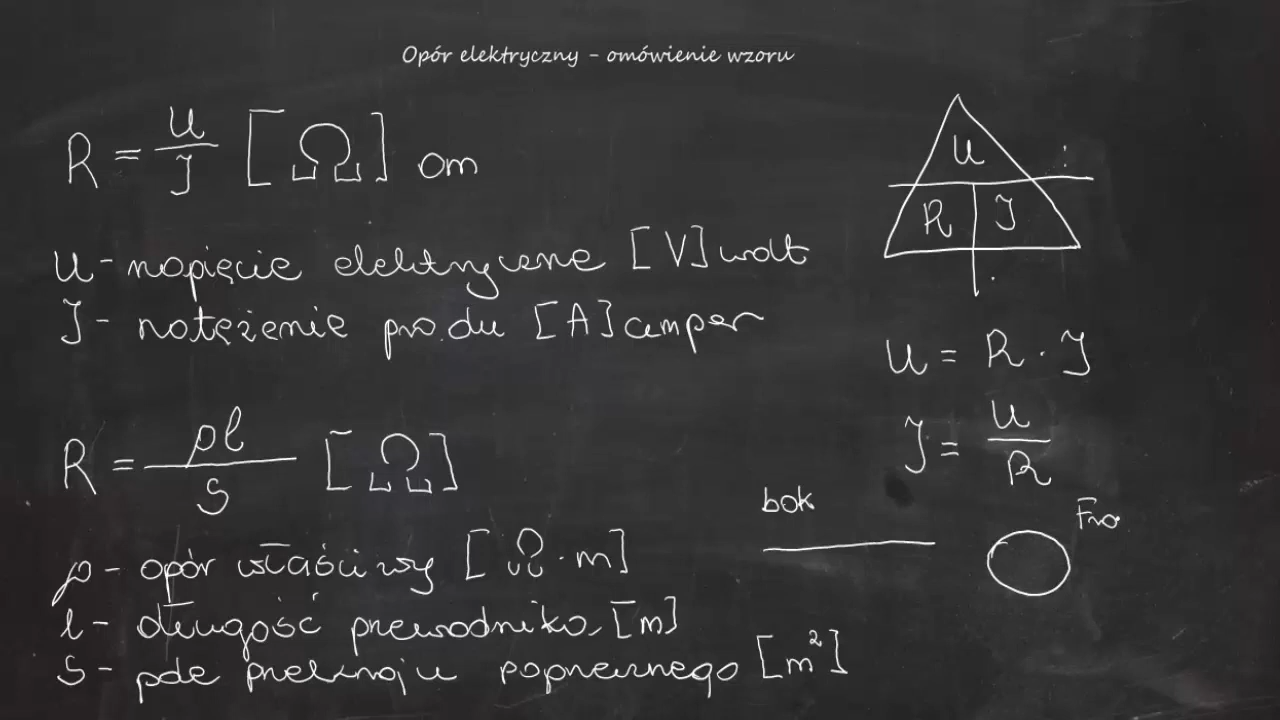 Opór elektryczny - omówienie wzoru
R = U/I [Ω] om
U - napięcie elektryczne [V] wolt
I - natężenie prądu [A] amper
R = ρl/S [Ω]
ρ - opór właściwy [Ω · m]
l - długość przewodnika [m]
S - pole przekroju poprzecznego [m²]
U :
R I
·
U = R · I
I = U/R
bok